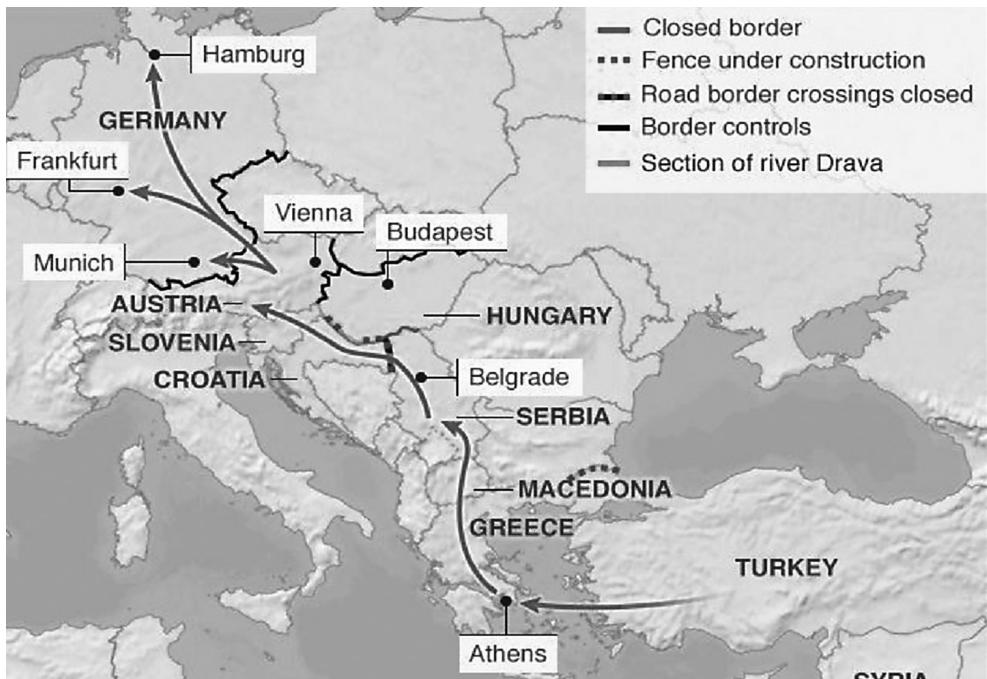 Closed border
Fence under construction
Road border crossings closed
Border controls
Section of river Drava
Hamburg
GERMANY
Frankfurt
Vienna
Budapest
Munich
AUSTRIA
HUNGARY
SLOVENIA
CROATIA
Belgrade
SERBIA
MACEDONIA
GREECE
TURKEY
Athens
SYRIA